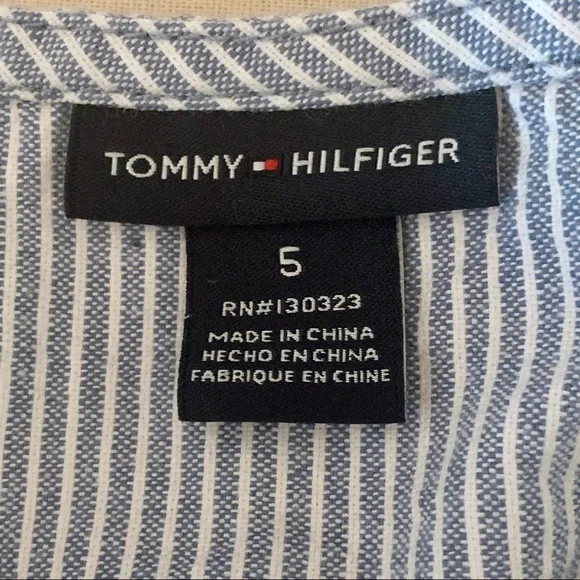 TOMMY HILFIGER
5
RN#130323
MADE IN CHINA
HECHO EN CHINA
FABRIQUE EN CHINE